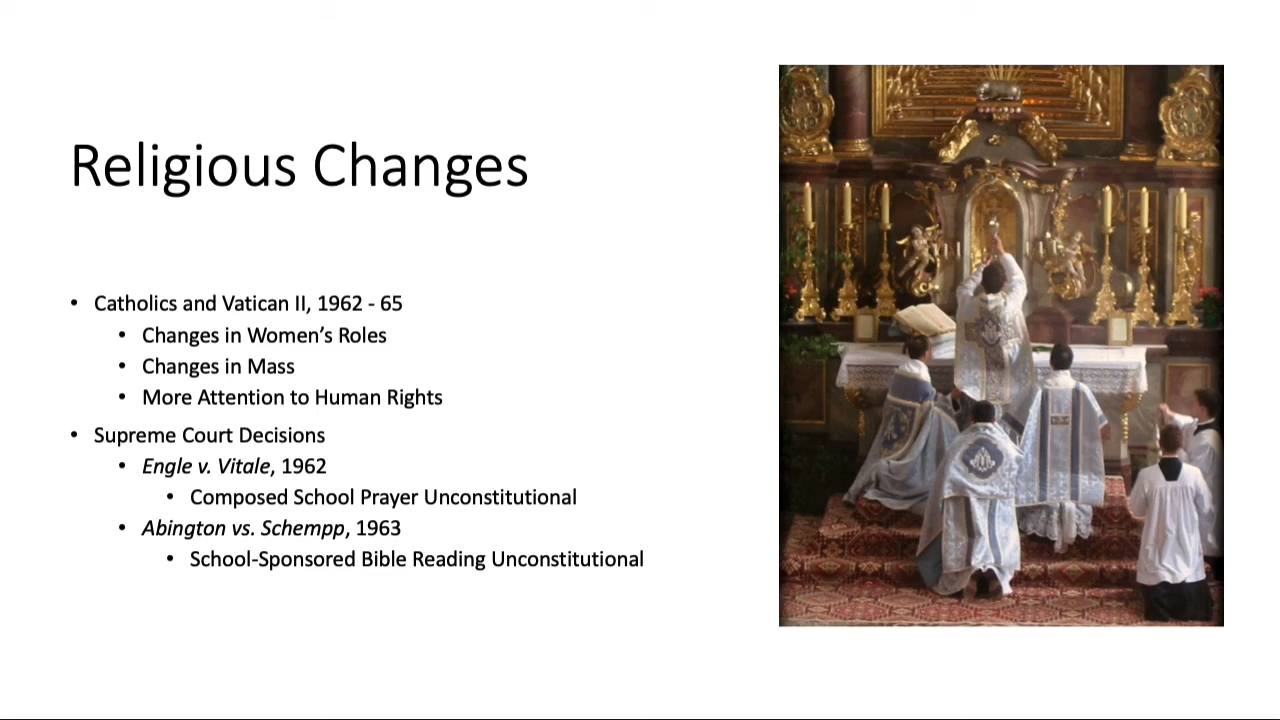 Religious Changes
• Catholics and Vatican II, 1962 - 65
• Changes in Women’s Roles
• Changes in Mass
• More Attention to Human Rights
• Supreme Court Decisions
• Engle v. Vitale, 1962
• Composed School Prayer Unconstitutional
• Abington vs. Schempp, 1963
• School-Sponsored Bible Reading Unconstitutional